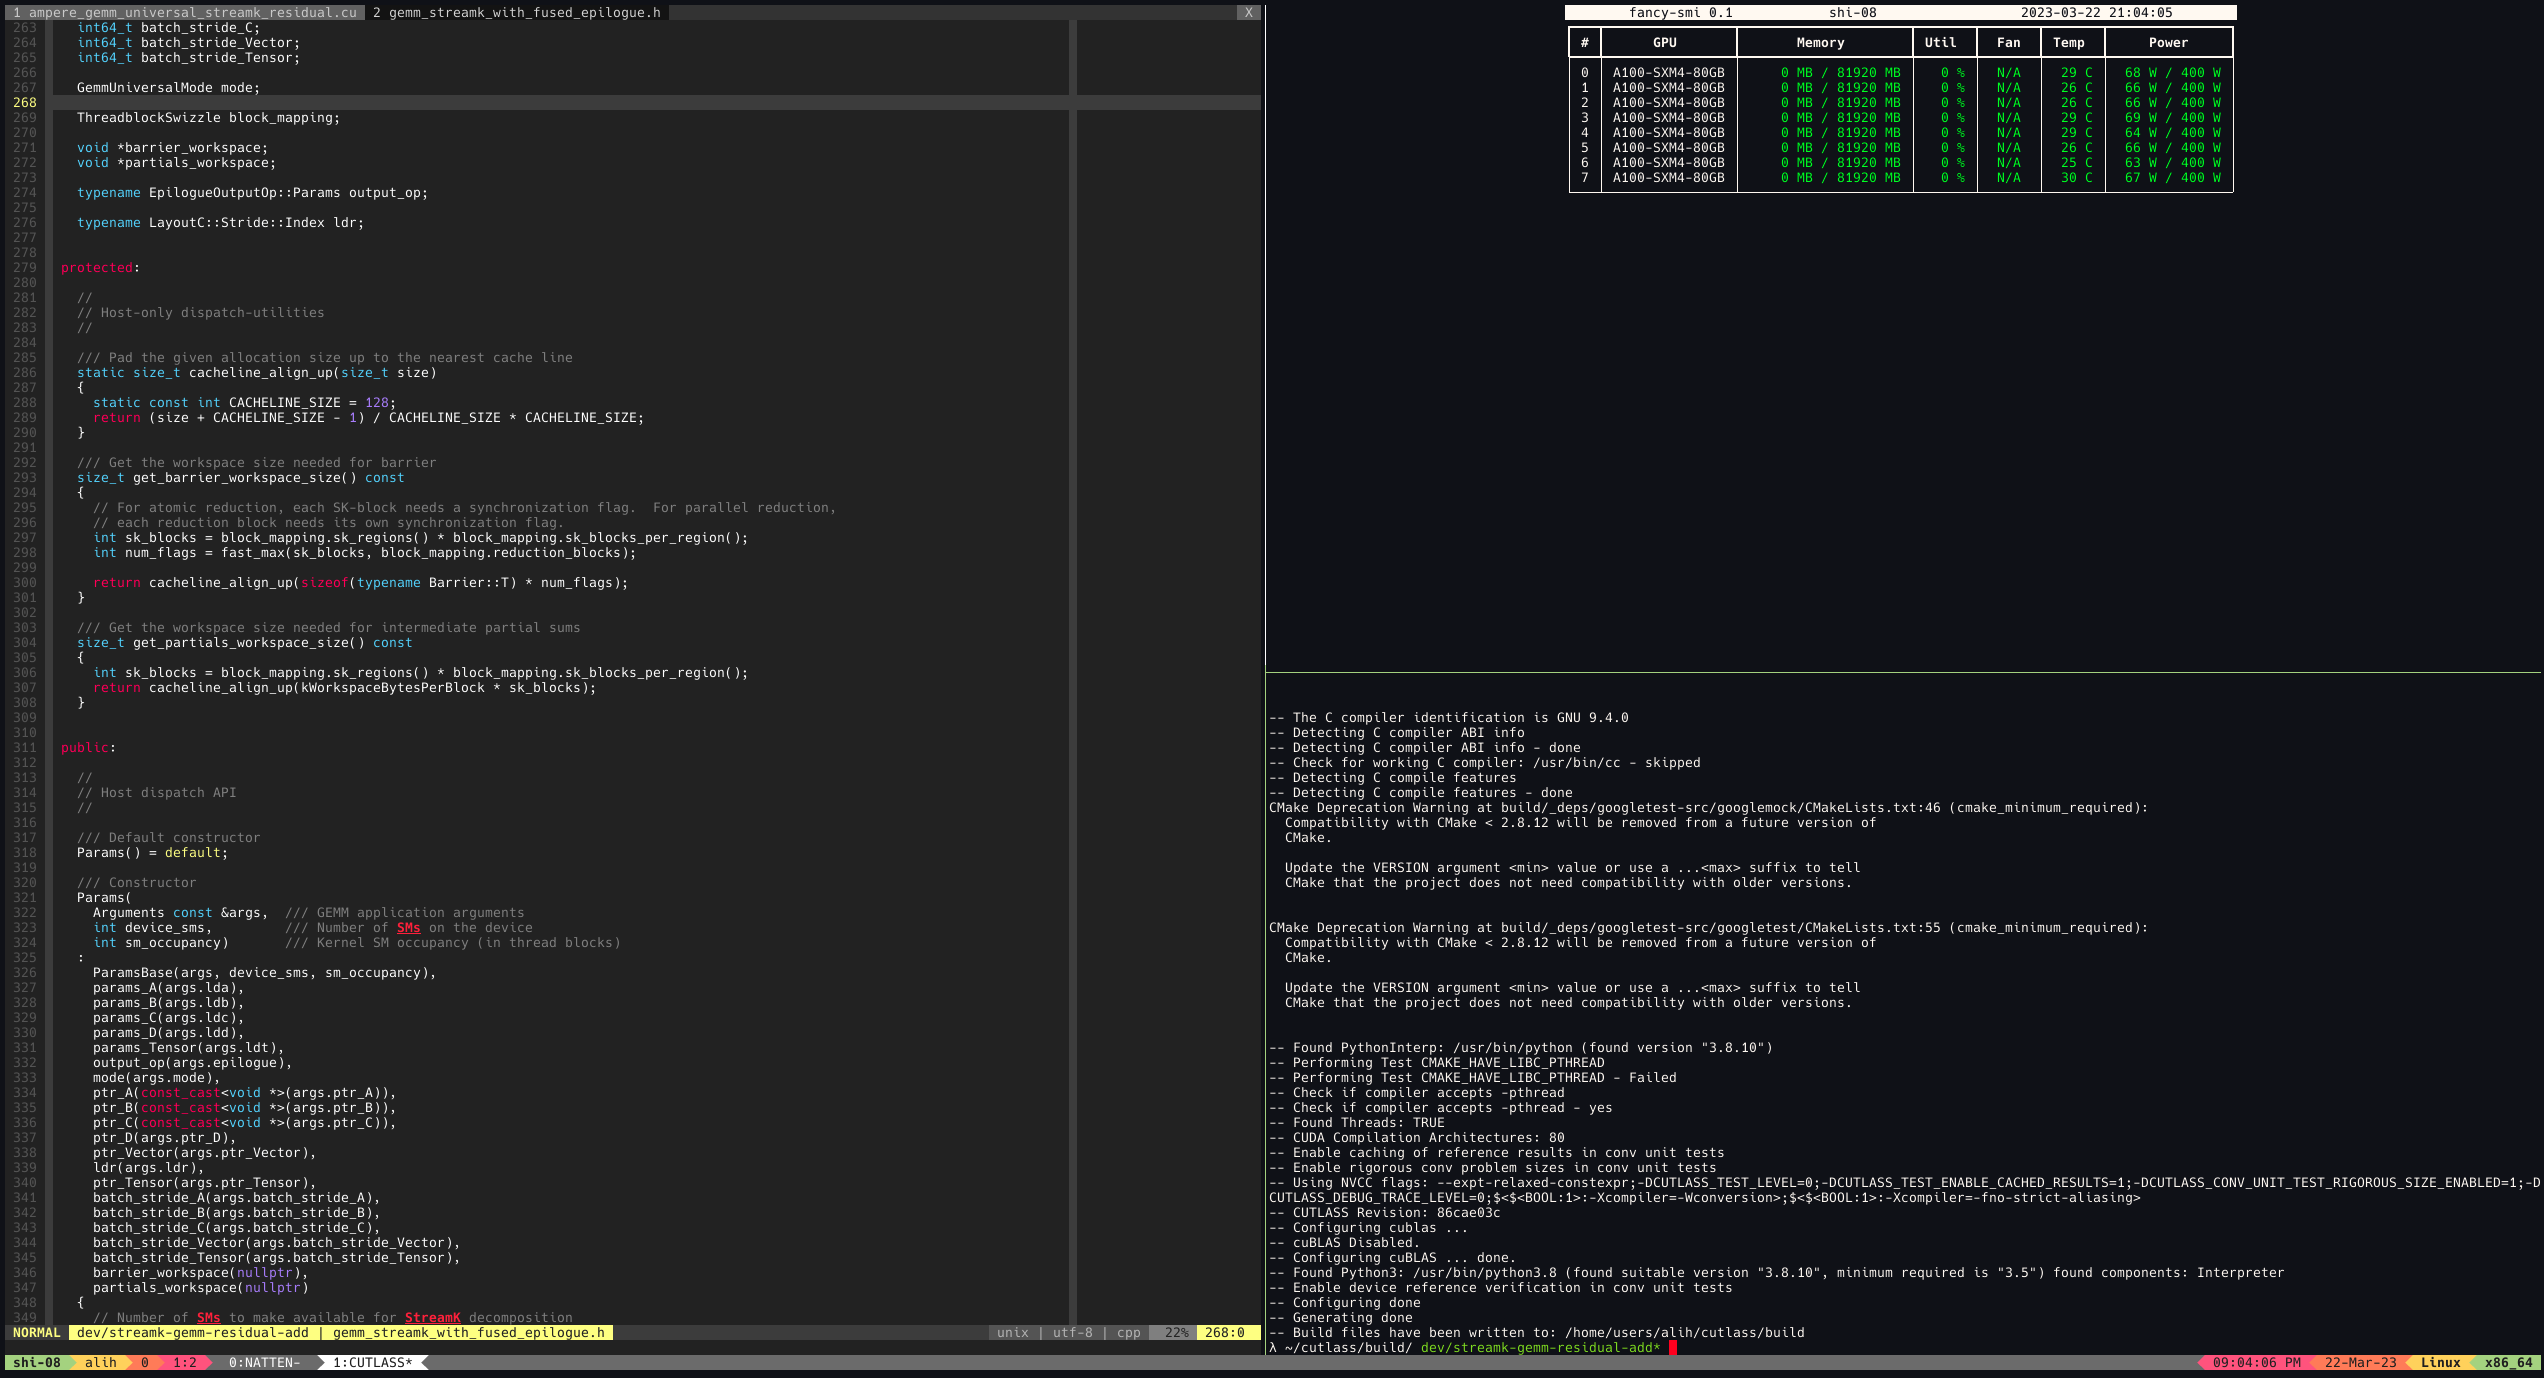 1 ampere_gemm_universal_streamk_residual.cu  2 gemm_streamk_with_fused_epilogue.h  X
263     int64_t batch_stride_C;
264     int64_t batch_stride_Vector;
265     int64_t batch_stride_Tensor;
266
267     GemmUniversalMode mode;
268
269     ThreadblockSwizzle block_mapping;
270
271     void *barrier_workspace;
272     void *partials_workspace;
273
274     typename EpilogueOutputOp::Params output_op;
275
276     typename LayoutC::Stride::Index ldr;
277
278
279   protected:
280
281     //
282     // Host-only dispatch-utilities
283     //
284
285     /// Pad the given allocation size up to the nearest cache line
286     static size_t cacheline_align_up(size_t size)
287     {
288       static const int CACHELINE_SIZE = 128;
289       return (size + CACHELINE_SIZE - 1) / CACHELINE_SIZE * CACHELINE_SIZE;
290     }
291
292     /// Get the workspace size needed for barrier
293     size_t get_barrier_workspace_size() const
294     {
295       // For atomic reduction, each SK-block needs a synchronization flag.  For parallel reduction,
296       // each reduction block needs its own synchronization flag.
297       int sk_blocks = block_mapping.sk_regions() * block_mapping.sk_blocks_per_region();
298       int num_flags = fast_max(sk_blocks, block_mapping.reduction_blocks);
299
300       return cacheline_align_up(sizeof(typename Barrier::T) * num_flags);
301     }
302
303     /// Get the workspace size needed for intermediate partial sums
304     size_t get_partials_workspace_size() const
305     {
306       int sk_blocks = block_mapping.sk_regions() * block_mapping.sk_blocks_per_region();
307       return cacheline_align_up(kWorkspaceBytesPerBlock * sk_blocks);
308     }
309
310
311   public:
312
313     //
314     // Host dispatch API
315     //
316
317     /// Default constructor
318     Params() = default;
319
320     /// Constructor
321     Params(
322       Arguments const &args,  /// GEMM application arguments
323       int device_sms,         /// Number of SMs on the device
324       int sm_occupancy)       /// Kernel SM occupancy (in thread blocks)
325     :
326       ParamsBase(args, device_sms, sm_occupancy),
327       params_A(args.lda),
328       params_B(args.ldb),
329       params_C(args.ldc),
330       params_D(args.ldd),
331       params_Tensor(args.ldt),
332       output_op(args.epilogue),
333       mode(args.mode),
334       ptr_A(const_cast<void *>(args.ptr_A)),
335       ptr_B(const_cast<void *>(args.ptr_B)),
336       ptr_C(const_cast<void *>(args.ptr_C)),
337       ptr_D(args.ptr_D),
338       ptr_Vector(args.ptr_Vector),
339       ldr(args.ldr),
340       ptr_Tensor(args.ptr_Tensor),
341       batch_stride_A(args.batch_stride_A),
342       batch_stride_B(args.batch_stride_B),
343       batch_stride_C(args.batch_stride_C),
344       batch_stride_Vector(args.batch_stride_Vector),
345       batch_stride_Tensor(args.batch_stride_Tensor),
346       barrier_workspace(nullptr),
347       partials_workspace(nullptr)
348     {
349       // Number of SMs to make available for StreamK decomposition
NORMAL  dev/streamk-gemm-residual-add | gemm_streamk_with_fused_epilogue.h  unix | utf-8 | cpp  22%  268:0
fancy-smi 0.1  shi-08  2023-03-22 21:04:05
#  GPU  Memory  Util  Fan  Temp  Power
0  A100-SXM4-80GB  0 MB / 81920 MB  0 %  N/A  29 C  68 W / 400 W
1  A100-SXM4-80GB  0 MB / 81920 MB  0 %  N/A  26 C  66 W / 400 W
2  A100-SXM4-80GB  0 MB / 81920 MB  0 %  N/A  26 C  66 W / 400 W
3  A100-SXM4-80GB  0 MB / 81920 MB  0 %  N/A  29 C  69 W / 400 W
4  A100-SXM4-80GB  0 MB / 81920 MB  0 %  N/A  29 C  64 W / 400 W
5  A100-SXM4-80GB  0 MB / 81920 MB  0 %  N/A  26 C  66 W / 400 W
6  A100-SXM4-80GB  0 MB / 81920 MB  0 %  N/A  25 C  63 W / 400 W
7  A100-SXM4-80GB  0 MB / 81920 MB  0 %  N/A  30 C  67 W / 400 W
-- The C compiler identification is GNU 9.4.0
-- Detecting C compiler ABI info
-- Detecting C compiler ABI info - done
-- Check for working C compiler: /usr/bin/cc - skipped
-- Detecting C compile features
-- Detecting C compile features - done
CMake Deprecation Warning at build/_deps/googletest-src/googlemock/CMakeLists.txt:46 (cmake_minimum_required):
  Compatibility with CMake < 2.8.12 will be removed from a future version of
  CMake.

  Update the VERSION argument <min> value or use a ...<max> suffix to tell
  CMake that the project does not need compatibility with older versions.

CMake Deprecation Warning at build/_deps/googletest-src/googletest/CMakeLists.txt:55 (cmake_minimum_required):
  Compatibility with CMake < 2.8.12 will be removed from a future version of
  CMake.

  Update the VERSION argument <min> value or use a ...<max> suffix to tell
  CMake that the project does not need compatibility with older versions.

-- Found PythonInterp: /usr/bin/python (found version "3.8.10")
-- Performing Test CMAKE_HAVE_LIBC_PTHREAD
-- Performing Test CMAKE_HAVE_LIBC_PTHREAD - Failed
-- Check if compiler accepts -pthread
-- Check if compiler accepts -pthread - yes
-- Found Threads: TRUE
-- CUDA Compilation Architectures: 80
-- Enable caching of reference results in conv unit tests
-- Enable rigorous conv problem sizes in conv unit tests
-- Using NVCC flags: --expt-relaxed-constexpr;-DCUTLASS_TEST_LEVEL=0;-DCUTLASS_TEST_ENABLE_CACHED_RESULTS=1;-DCUTLASS_CONV_UNIT_TEST_RIGOROUS_SIZE_ENABLED=1;-D
CUTLASS_DEBUG_TRACE_LEVEL=0;$<$<BOOL:1>:-Xcompiler=-Wconversion>;$<$<BOOL:1>:-Xcompiler=-fno-strict-aliasing>
-- CUTLASS Revision: 86cae03c
-- Configuring cublas ...
-- cuBLAS Disabled.
-- Configuring cuBLAS ... done.
-- Found Python3: /usr/bin/python3.8 (found suitable version "3.8.10", minimum required is "3.5") found components: Interpreter
-- Enable device reference verification in conv unit tests
-- Configuring done
-- Generating done
-- Build files have been written to: /home/users/alih/cutlass/build
λ ~/cutlass/build/ dev/streamk-gemm-residual-add*
shi-08  alih  0  1:2  0:NATTEN-  1:CUTLASS*  09:04:06 PM  22-Mar-23  Linux  x86_64